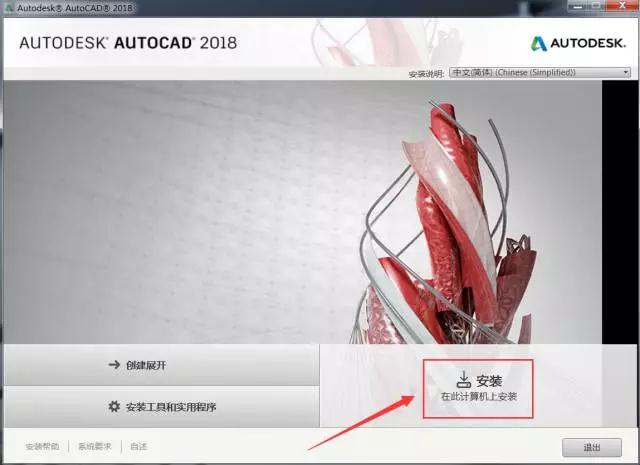 Autodesk® AutoCAD® 2018
AUTODESK® AUTOCAD® 2018
AUTODESK.
安装说明: 中文(简体) (Chinese (Simplified))
创建展开
安装
在此计算机上安装
安装工具和实用程序
安装帮助 系统要求 自述
退出